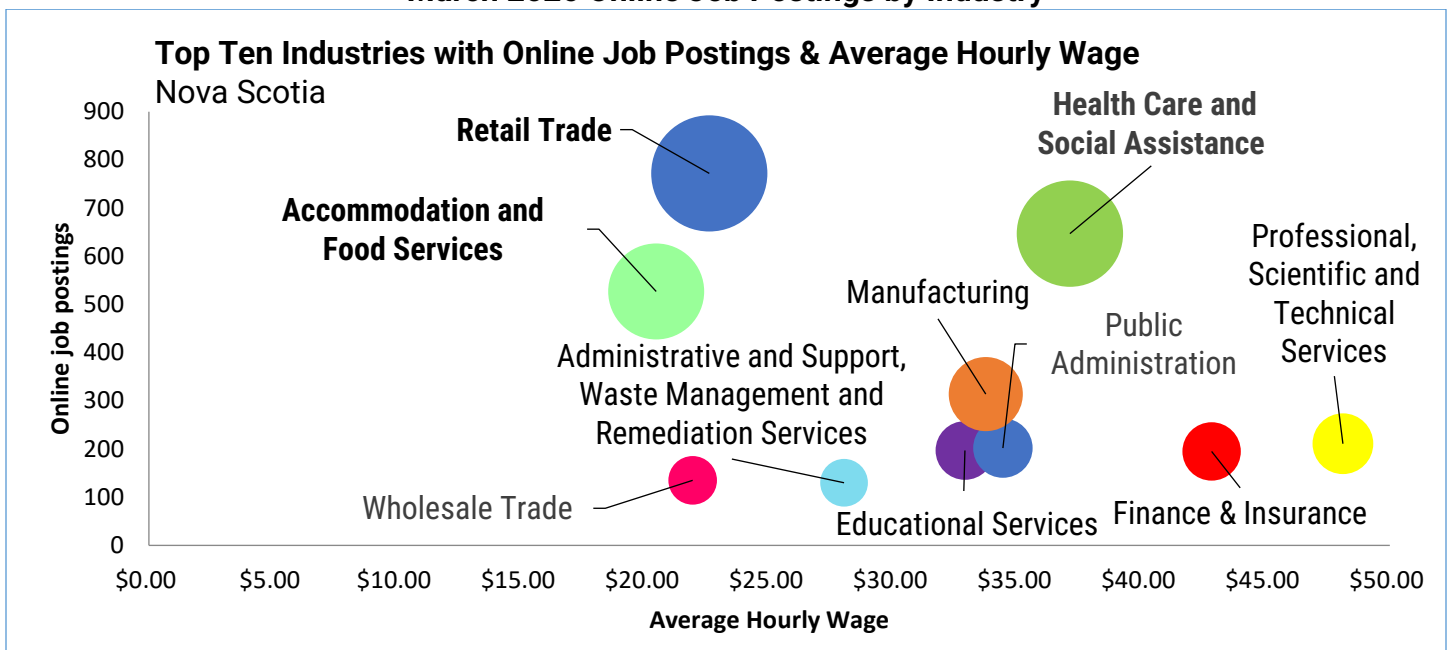 Top Ten Industries with Online Job Postings & Average Hourly Wage
Nova Scotia
900
800
700
600
500
400
300
200
100
0
Online job postings
Retail Trade
Health Care and
Social Assistance
Accommodation and
Food Services
Professional,
Scientific and
Technical
Services
Manufacturing
Public
Administration
Administrative and Support,
Waste Management and
Remediation Services
Wholesale Trade
Educational Services
Finance & Insurance
$0.00 $5.00 $10.00 $15.00 $20.00 $25.00 $30.00 $35.00 $40.00 $45.00 $50.00
Average Hourly Wage